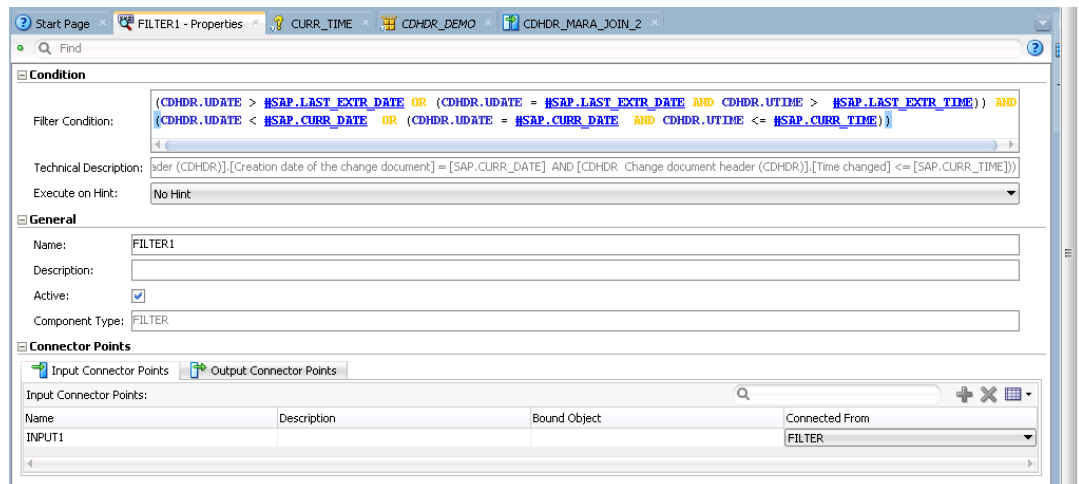 Start Page FILTER1 - Properties CURR_TIME CDHDR_DEMO CDHDR_MARA_JOIN_2
Find
Condition
(CDHDR.UDATE > #SAP.LAST_EXTR_DATE OR (CDHDR.UDATE = #SAP.LAST_EXTR_DATE AND CDHDR.UTIME > #SAP.LAST_EXTR_TIME)) AND
Filter Condition:
(CDHDR.UDATE < #SAP.CURR_DATE OR (CDHDR.UDATE = #SAP.CURR_DATE AND CDHDR.UTIME <= #SAP.CURR_TIME))
Technical Description: ader (CDHDR)].[Creation date of the change document] = [SAP.CURR_DATE] AND [CDHDR Change document header (CDHDR)].[Time changed] <= [SAP.CURR_TIME]))
Execute on Hint: No Hint
General
Name: FILTER1
Description:
Active:
Component Type: FILTER
Connector Points
Input Connector Points Output Connector Points
Input Connector Points:
Name Description Bound Object Connected From
INPUT1 FILTER